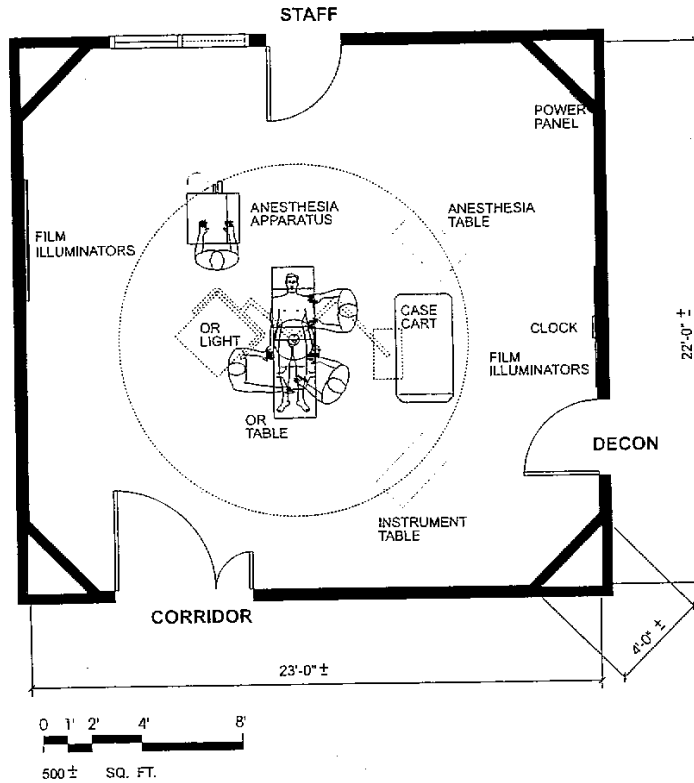 STAFF
POWER
PANEL
ANESTHESIA
APPARATUS
ANESTHESIA
TABLE
FILM
ILLUMINATORS
OR
LIGHT
CASE
CART
CLOCK
FILM
ILLUMINATORS
22'-0" ±
OR
TABLE
DECON
INSTRUMENT
TABLE
CORRIDOR
4'-0" ±
23'-0" ±
0 1' 2' 4' 8'
500 ± SQ. FT.